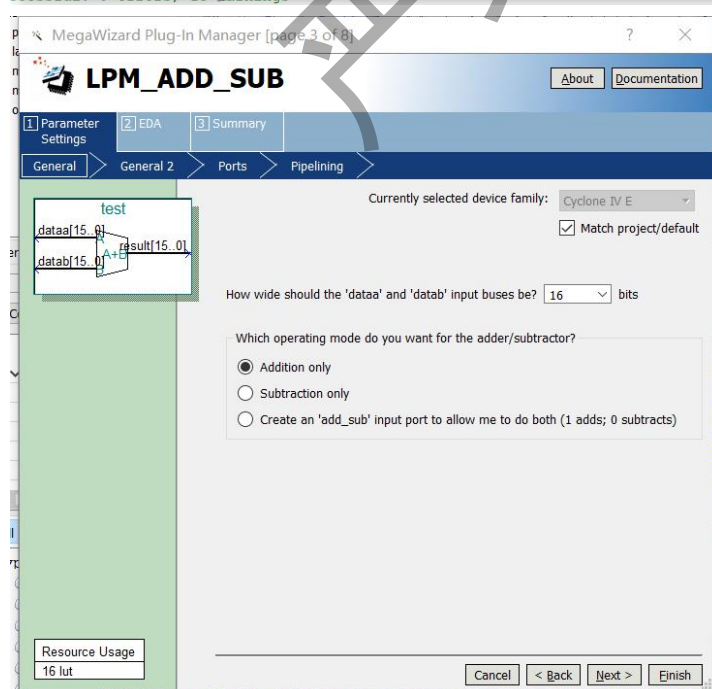 MegaWizard Plug-In Manager [page 3 of 8]
? ×
LPM_ADD_SUB
About Documentation
1 Parameter Settings
2 EDA
3 Summary
General General 2 Ports Pipelining
Currently selected device family: Cyclone IV E
Match project/default
test
dataa[15..0]
A
result[15..0]
A+B
datab[15..0]
B
How wide should the 'dataa' and 'datab' input buses be? 16 bits
Which operating mode do you want for the adder/subtractor?
Addition only
Subtraction only
Create an 'add_sub' input port to allow me to do both (1 adds; 0 subtracts)
Resource Usage
16 lut
Cancel < Back Next > Finish